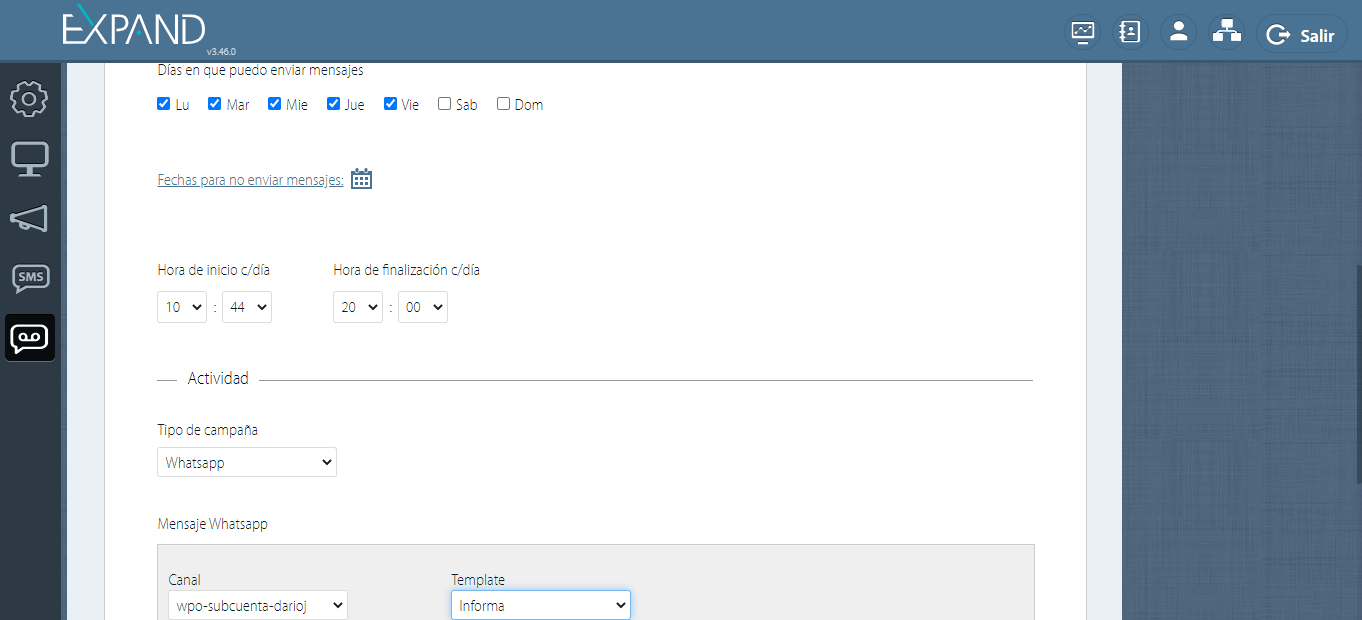 EXPAND
v3.46.0
Salir
SMS
Días en que puedo enviar mensajes
Lu Mar Mie Jue Vie Sab Dom
Fechas para no enviar mensajes:
Hora de inicio c/día Hora de finalización c/día
10 : 44 20 : 00
Actividad
Tipo de campaña
Whatsapp
Mensaje Whatsapp
Canal Template
wpo-subcuenta-darioj Informa